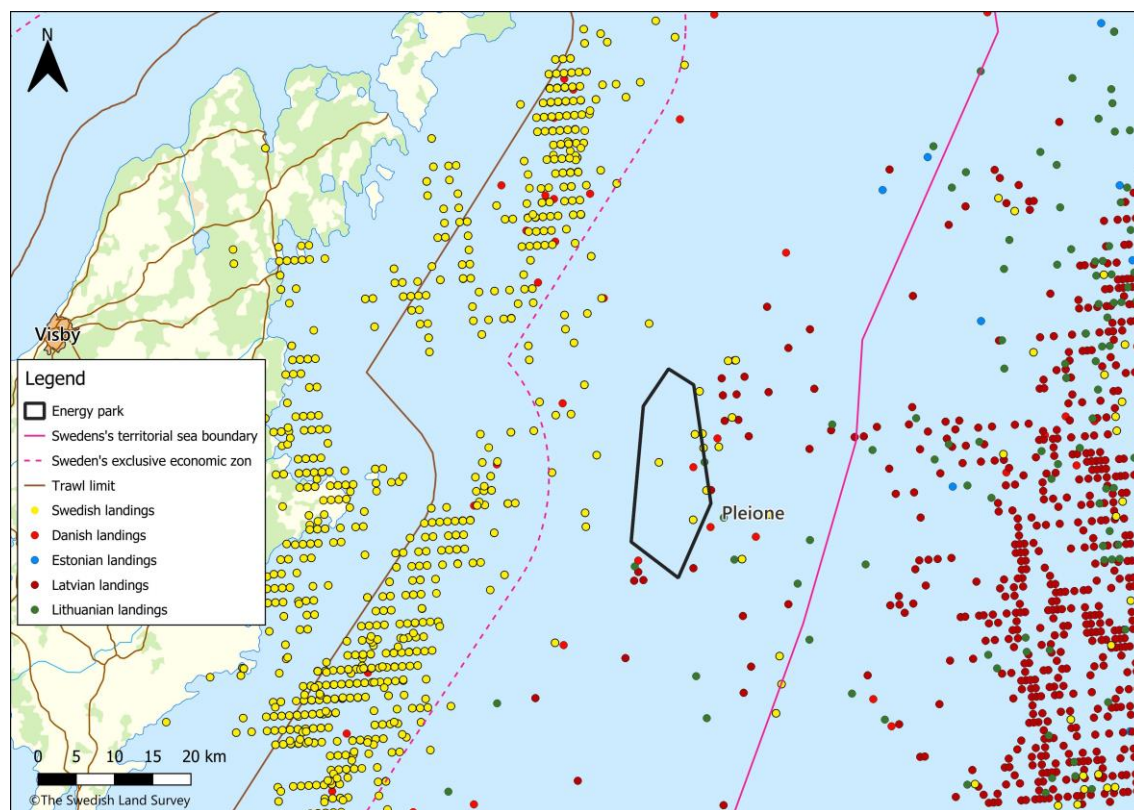 N
Visby
Legend
Energy park
Swedens's territorial sea boundary
Sweden's exclusive economic zon
Trawl limit
Swedish landings
Danish landings
Estonian landings
Latvian landings
Lithuanian landings
Pleione
0 5 10 15 20 km
©The Swedish Land Survey